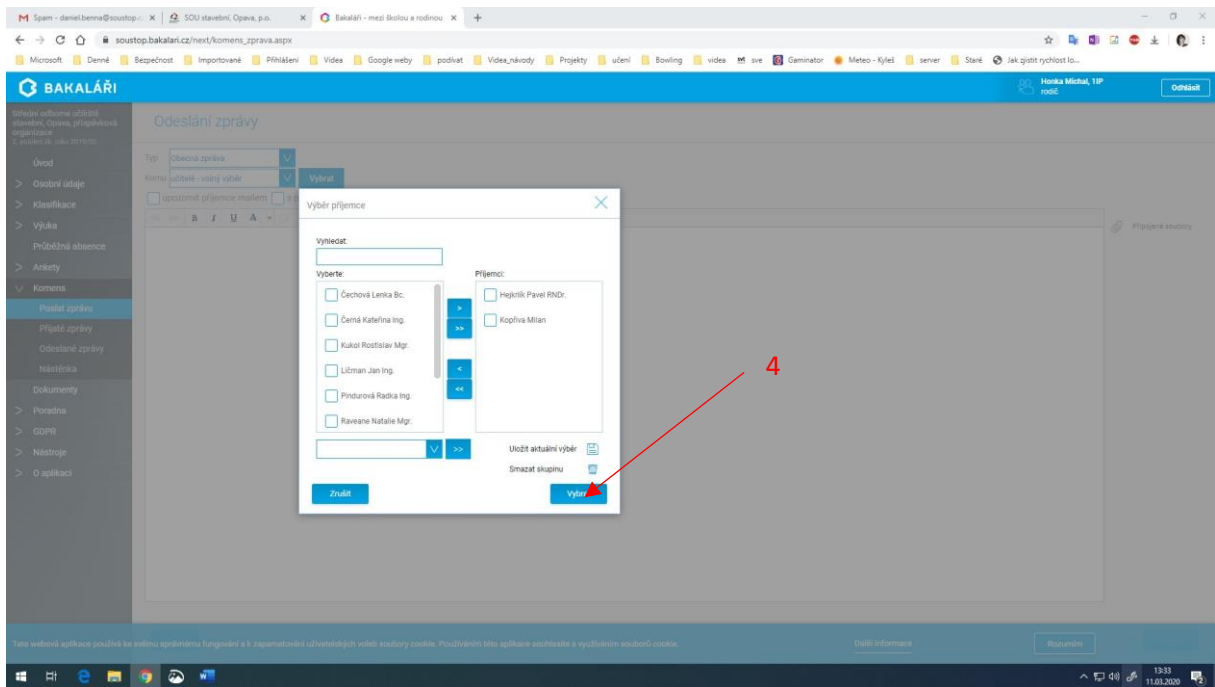 Spam - daniel.benna@soustop.c
SOU stavební, Opava, p.o.
Bakaláři - mezi školou a rodinou
soustop.bakalari.cz/next/komens_zprava.aspx
Microsoft Denně Bezpečnost Importované Přihlášení Videa Google weby podívat Videa_návody Projekty učení Bowling videa sve Gaminator Meteo - Kyleš server Staré Jak zjistit rychlost lo...
BAKALÁŘI
Honka Michal, 1IP
rodič
Odhlásit
Střední odborné učiliště
stavební, Opava, příspěvková
organizace
Odeslání zprávy
Úvod
> Osobní údaje
> Klasifikace
> Výuka
Průběžná absence
> Ankety
Komens
Poslat zprávu
Přijaté zprávy
Odeslané zprávy
Nástěnka
Dokumenty
> Poradna
> GDPR
> Nástroje
> O aplikaci
Typ Obecná zpráva
Komu učitelé - volný výběr Vybrat
upozornit příjemce mailem
B I U A
Připojené soubory
Výběr příjemce
Vyhledat:
Vyberte:
Příjemci:
Čechová Lenka Bc.
Černá Kateřina Ing.
Kukol Rostislav Mgr.
Ličman Jan Ing.
Pindurová Radka Ing.
Raveane Natalie Mgr.
>
>>
<
<<
Hejkrlík Pavel RNDr.
Kopřiva Milan
>>
Uložit aktuální výběr
Smazat skupinu
Zrušit
4
Tato webová aplikace používá ke svému správnému fungování a k zapamatování uživatelských voleb soubory cookie. Používáním této aplikace souhlasíte s využíváním souborů cookie.
Další informace
Rozumím
13:33
11.03.2020